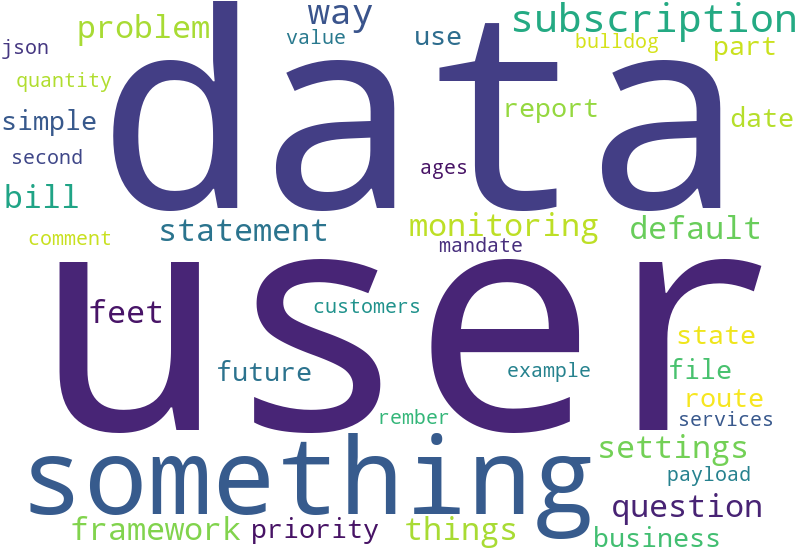 way
subscription
problem
value
use
bulldog
part
json
data
quantity
report
date
simple
second
ages
bill
statement
monitoring
default
comment
mandate
user
feet
customers
state
future
example
file
route
rember
services
something
settings
payload
question
framework
priority
things
business